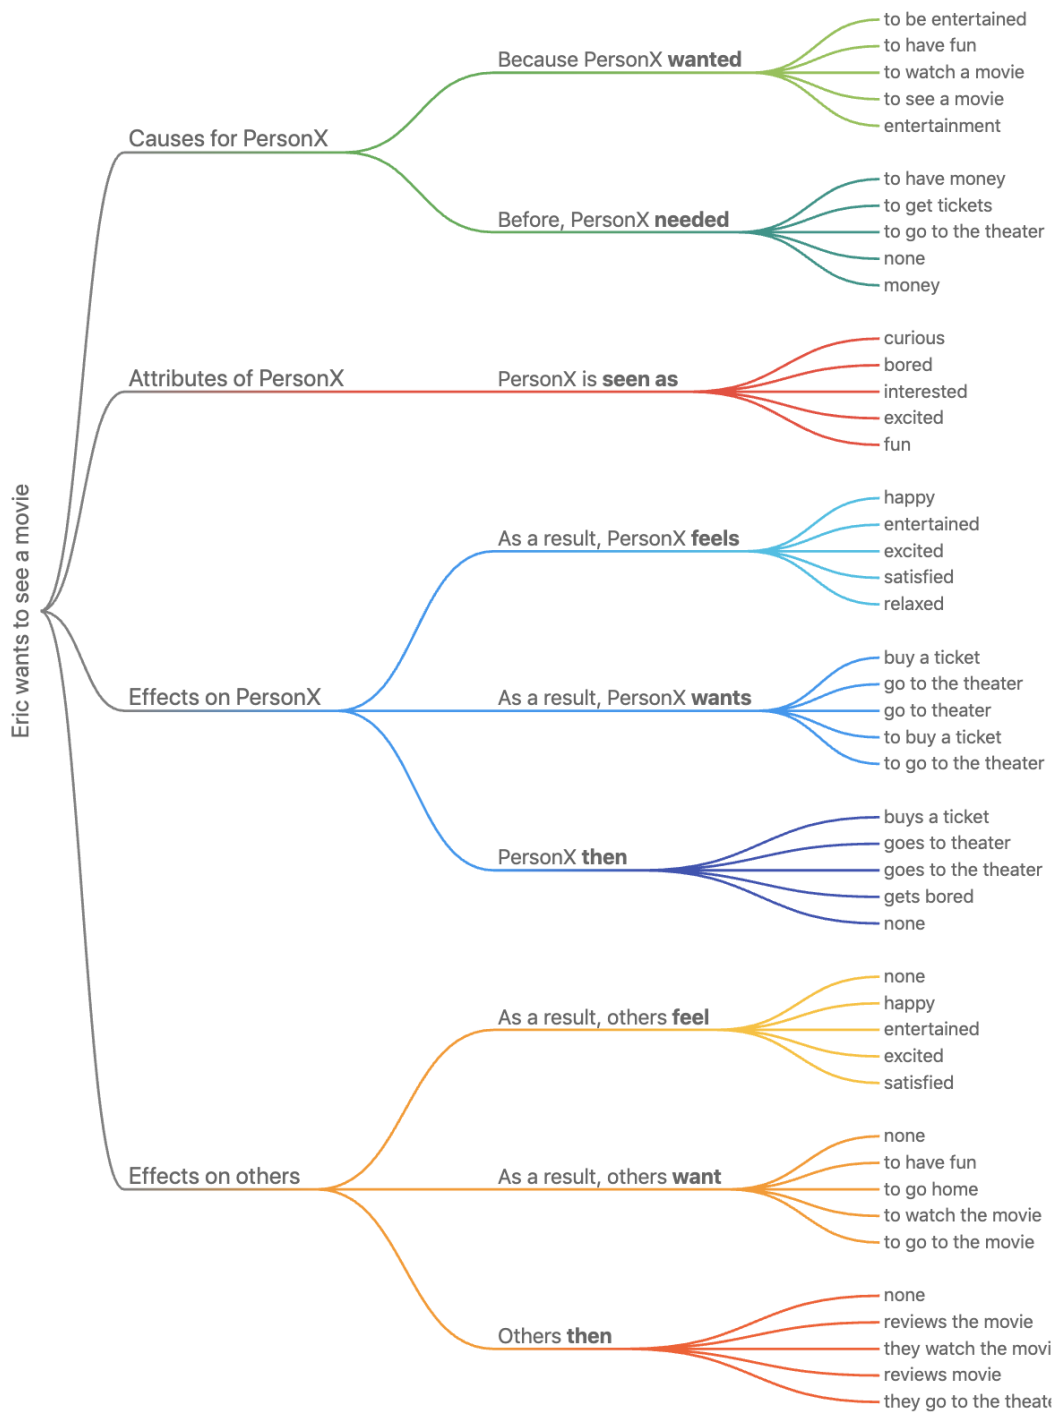 Eric wants to see a movie
Causes for PersonX
Because PersonX wanted
to be entertained
to have fun
to watch a movie
to see a movie
entertainment
Before, PersonX needed
to have money
to get tickets
to go to the theater
none
money
Attributes of PersonX
PersonX is seen as
curious
bored
interested
excited
fun
Effects on PersonX
As a result, PersonX feels
happy
entertained
excited
satisfied
relaxed
As a result, PersonX wants
buy a ticket
go to the theater
go to theater
to buy a ticket
to go to the theater
PersonX then
buys a ticket
goes to theater
goes to the theater
gets bored
none
Effects on others
As a result, others feel
none
happy
entertained
excited
satisfied
As a result, others want
none
to have fun
to go home
to watch the movie
to go to the movie
Others then
none
reviews the movie
they watch the movi
reviews movie
they go to the theate